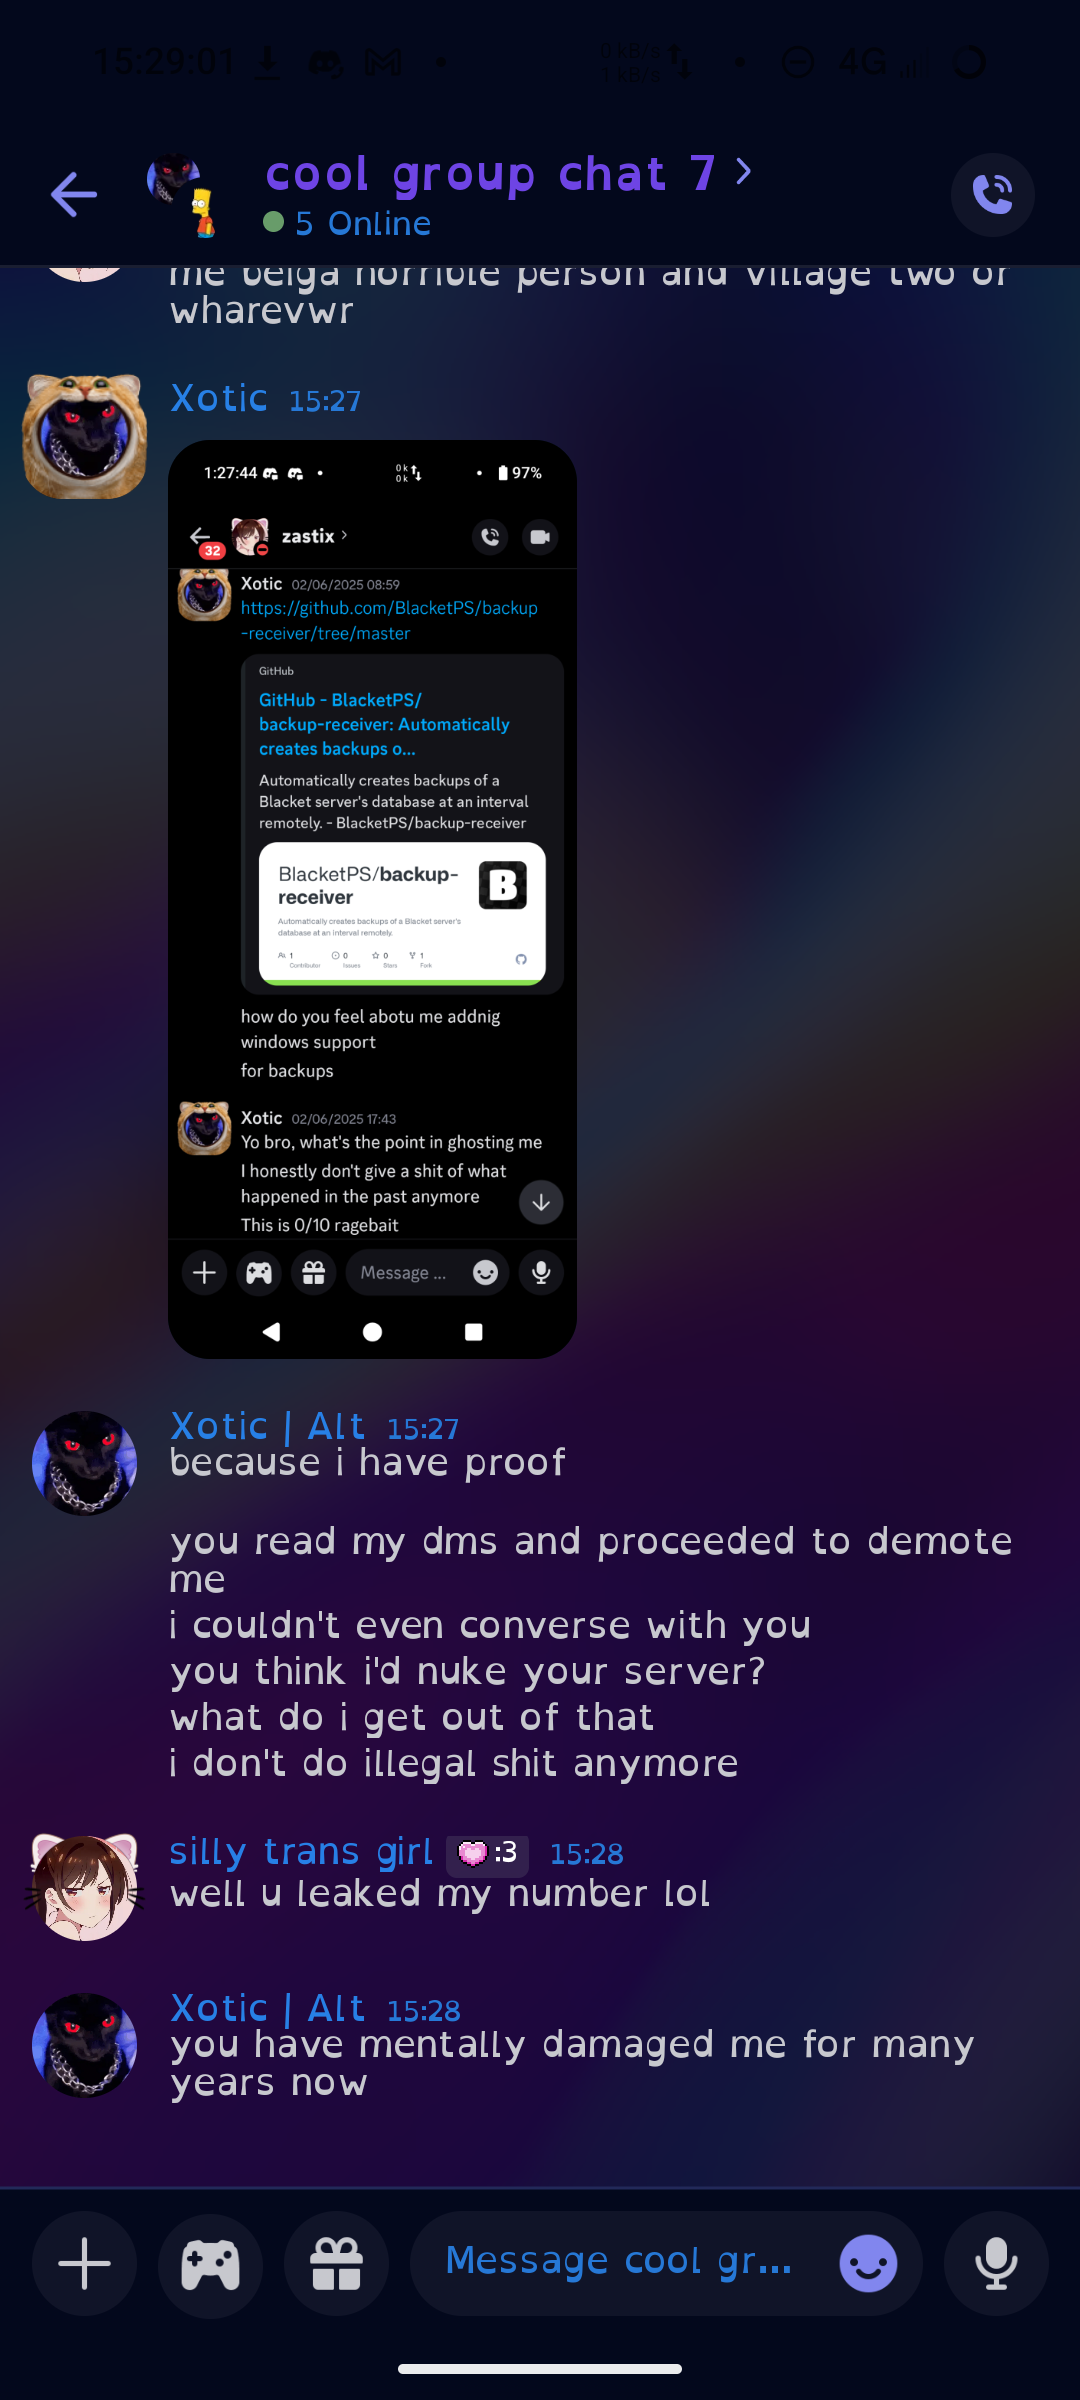 15:29:01
0 kB/s
1 kB/s
4G
cool group chat 7
5 Online
me beiga horrible person and village two or
wharevwr
Xotic 15:27
1:27:44
0 k
0 k
97%
32
zastix
Xotic 02/06/2025 08:59
https://github.com/BlacketPS/backup
-receiver/tree/master
GitHub
GitHub - BlacketPS/
backup-receiver: Automatically
creates backups o...
Automatically creates backups of a
Blacket server's database at an interval
remotely. - BlacketPS/backup-receiver
BlacketPS/backup-
receiver
B
Automatically creates backups of a Blacket server's
database at an interval remotely.
1 0 0 1
Contributor Issues Stars Fork
how do you feel abotu me addnig
windows support
for backups
Xotic 02/06/2025 17:43
Yo bro, what's the point in ghosting me
I honestly don't give a shit of what
happened in the past anymore
This is 0/10 ragebait
Message ...
Xotic | Alt 15:27
because i have proof
you read my dms and proceeded to demote
me
i couldn't even converse with you
you think i'd nuke your server?
what do i get out of that
i don't do illegal shit anymore
silly trans girl :3 15:28
well u leaked my number lol
Xotic | Alt 15:28
you have mentally damaged me for many
years now
Message cool gr...